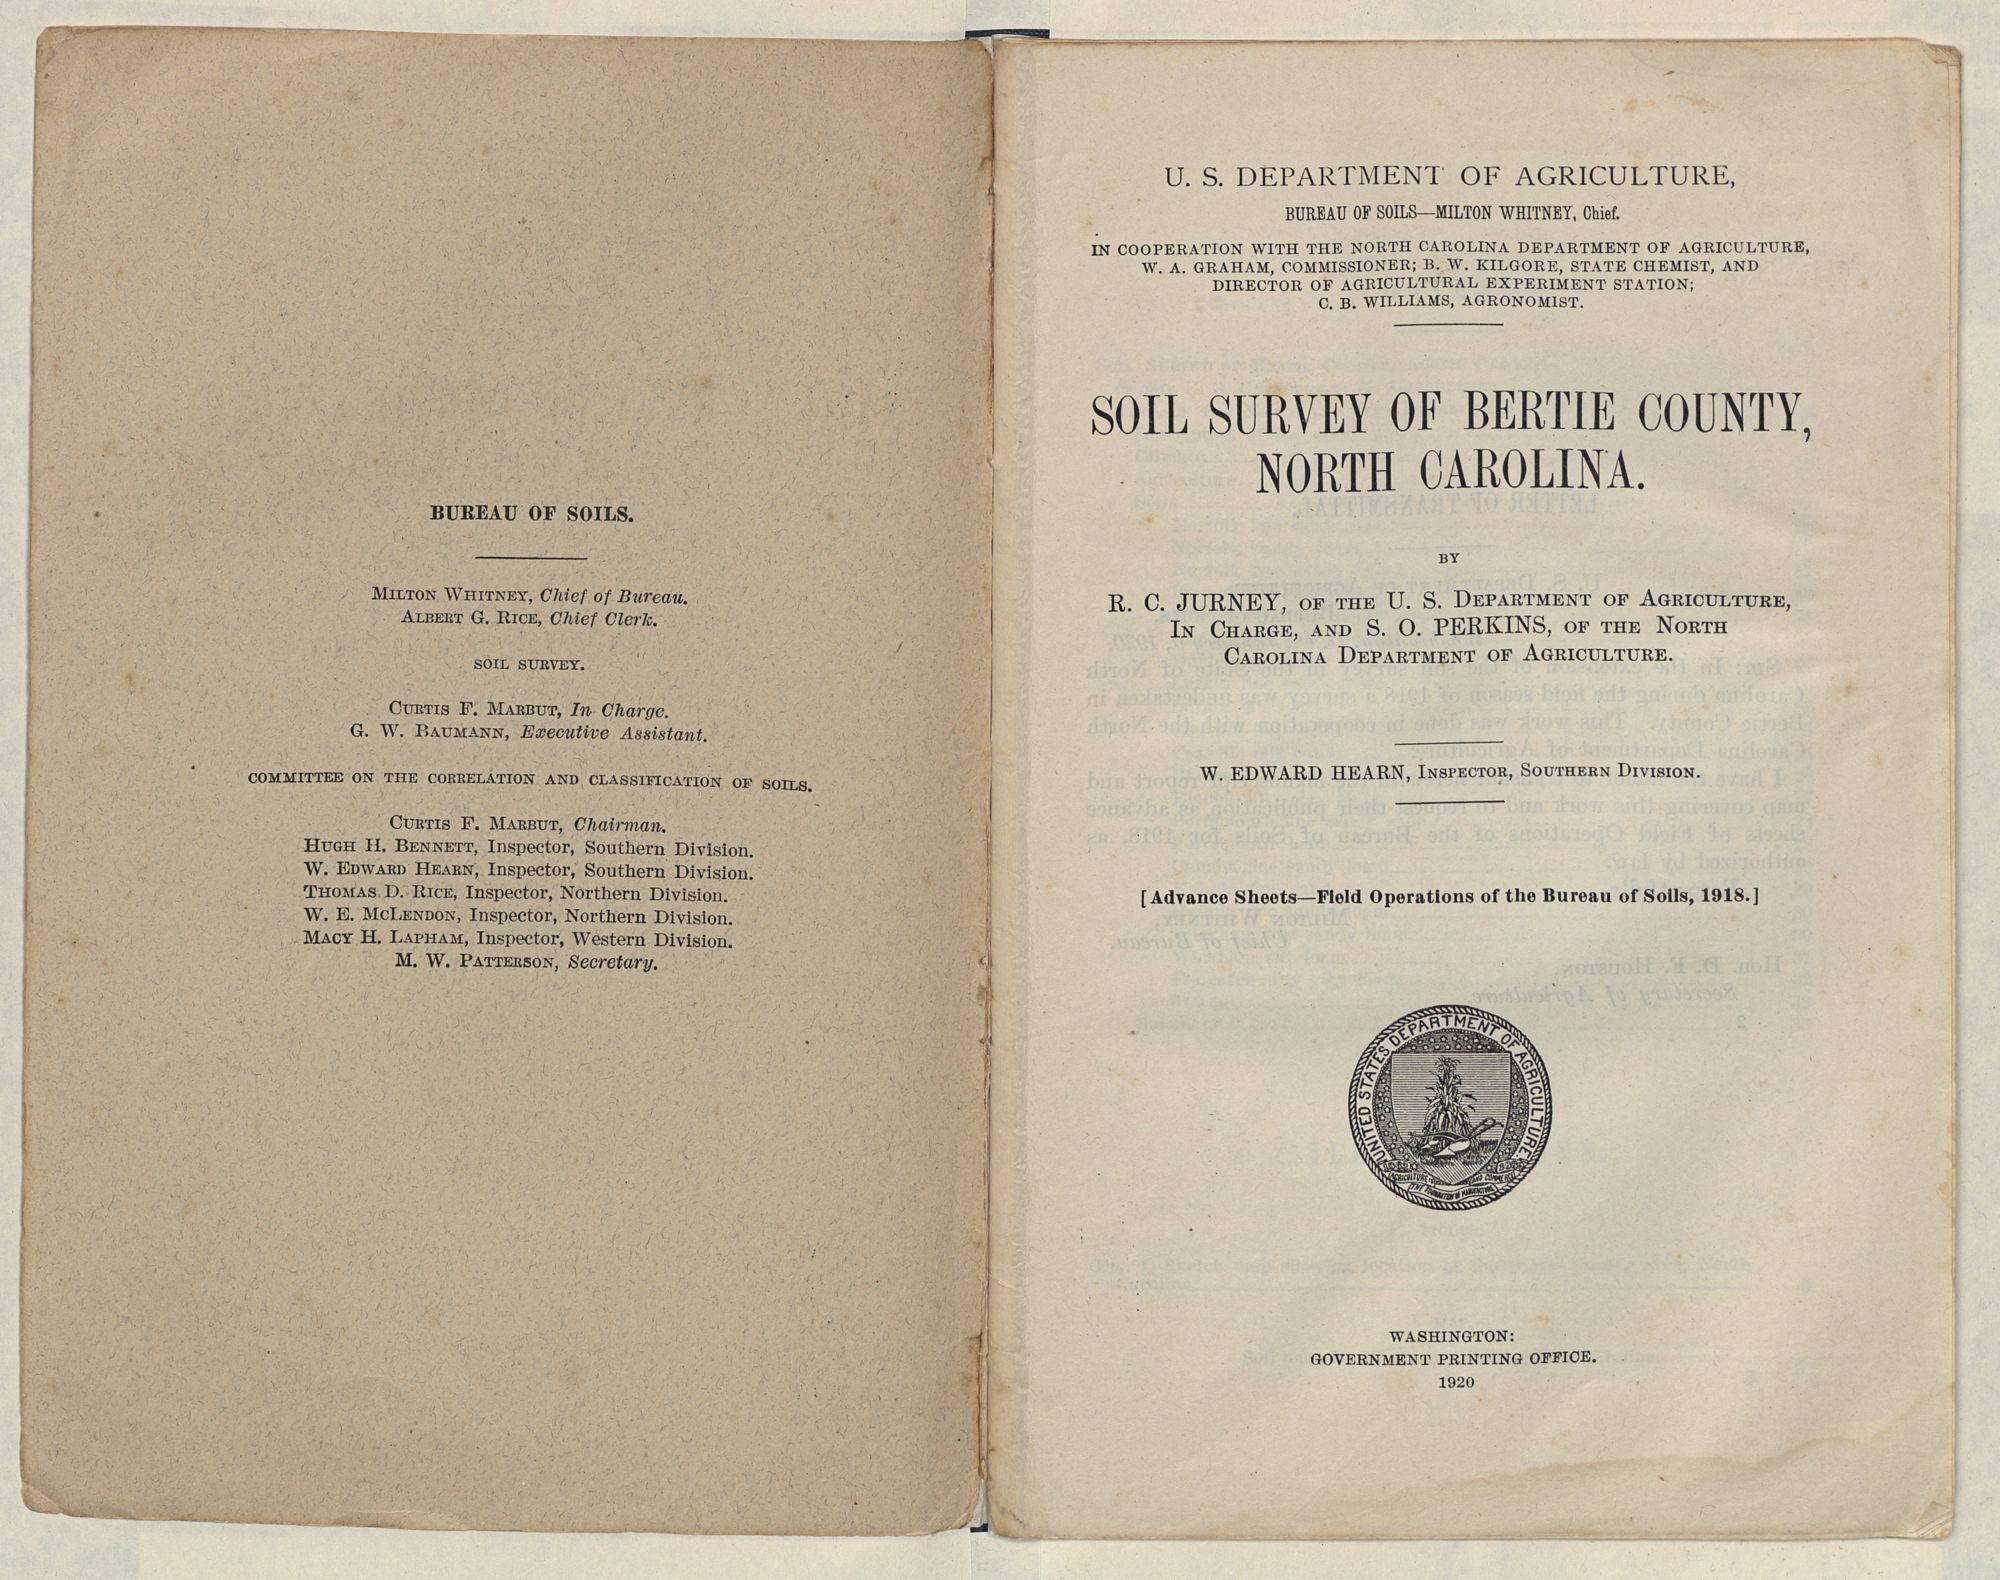 BUREAU OF SOILS.
MILTON WHITNEY, Chief of Bureau.
ALBERT G. RICE, Chief Clerk.
SOIL SURVEY.
CURTIS F. MARBUT, In Charge.
G. W. BAUMANN, Executive Assistant.
COMMITTEE ON THE CORRELATION AND CLASSIFICATION OF SOILS.
CURTIS F. MARBUT, Chairman.
HUGH H. BENNETT, Inspector, Southern Division.
W. EDWARD HEARN, Inspector, Southern Division.
THOMAS D. RICE, Inspector, Northern Division.
W. E. MCLENDON, Inspector, Northern Division.
MACY H. LAPHAM, Inspector, Western Division.
M. W. PATTERSON, Secretary.
U. S. DEPARTMENT OF AGRICULTURE,
BUREAU OF SOILS—MILTON WHITNEY, Chief.
IN COOPERATION WITH THE NORTH CAROLINA DEPARTMENT OF AGRICULTURE,
W. A. GRAHAM, COMMISSIONER; B. W. KILGORE, STATE CHEMIST, AND
DIRECTOR OF AGRICULTURAL EXPERIMENT STATION;
C. B. WILLIAMS, AGRONOMIST.
SOIL SURVEY OF BERTIE COUNTY,
NORTH CAROLINA.
BY
R. C. JURNEY, OF THE U. S. DEPARTMENT OF AGRICULTURE,
IN CHARGE, AND S. O. PERKINS, OF THE NORTH
CAROLINA DEPARTMENT OF AGRICULTURE.
W. EDWARD HEARN, INSPECTOR, SOUTHERN DIVISION.
[Advance Sheets—Field Operations of the Bureau of Soils, 1918.]
UNITED STATES DEPARTMENT OF AGRICULTURE.
WASHINGTON:
GOVERNMENT PRINTING OFFICE.
1920